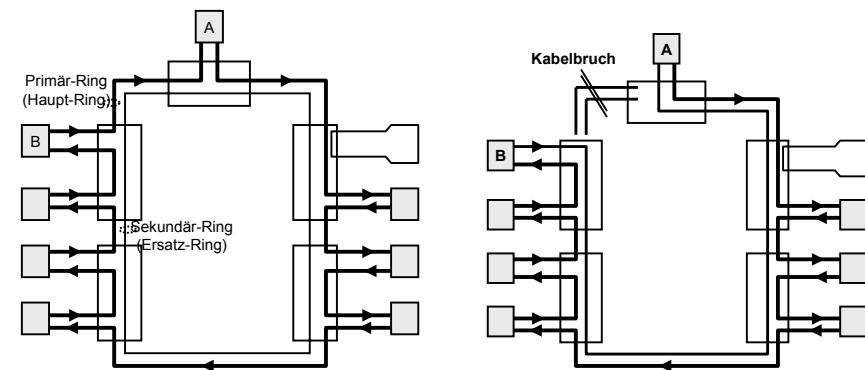 A
Primär-Ring
(Haupt-Ring)
B
Sekundär-Ring
(Ersatz-Ring)
Kabelbruch
A
B